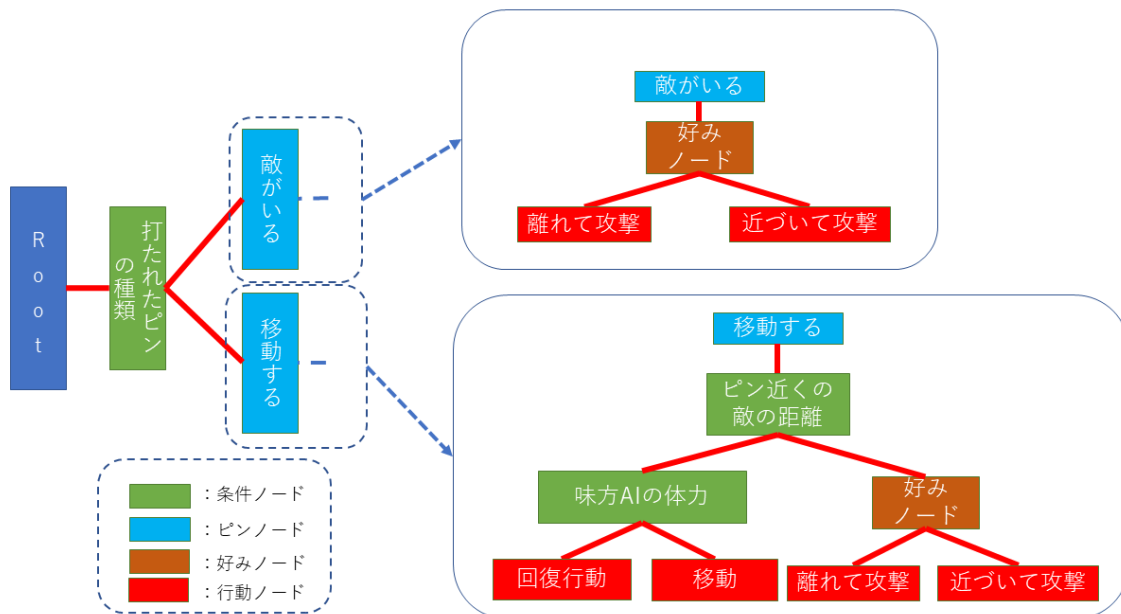 Root
打たれたピン
の種類
敵がいる
移動する
敵がいる
好み
ノード
離れて攻撃
近づいて攻撃
移動する
ピン近くの
敵の距離
味方AIの体力
好み
ノード
回復行動
移動
離れて攻撃
近づいて攻撃
：条件ノード
：ピンノード
：好みノード
：行動ノード